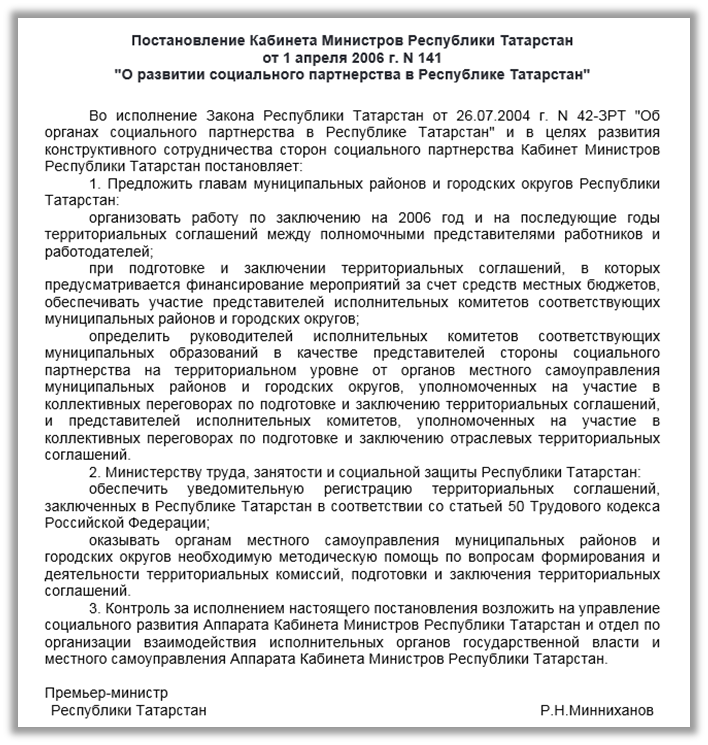 Постановление Кабинета Министров Республики Татарстан
от 1 апреля 2006 г. N 141
"О развитии социального партнерства в Республике Татарстан"
Во исполнение Закона Республики Татарстан от 26.07.2004 г. N 42-ЗРТ "Об
органах социального партнерства в Республике Татарстан" и в целях развития
конструктивного сотрудничества сторон социального партнерства Кабинет Министров
Республики Татарстан постановляет:
1. Предложить главам муниципальных районов и городских округов Республики
Татарстан:
организовать работу по заключению на 2006 год и на последующие годы
территориальных соглашений между полномочными представителями работников и
работодателей;
при подготовке и заключении территориальных соглашений, в которых
предусматривается финансирование мероприятий за счет средств местных бюджетов,
обеспечивать участие представителей исполнительных комитетов соответствующих
муниципальных районов и городских округов;
определить руководителей исполнительных комитетов соответствующих
муниципальных образований в качестве представителей стороны социального
партнерства на территориальном уровне от органов местного самоуправления
муниципальных районов и городских округов, уполномоченных на участие в
коллективных переговорах по подготовке и заключению территориальных соглашений,
и представителей исполнительных комитетов, уполномоченных на участие в
коллективных переговорах по подготовке и заключению отраслевых территориальных
соглашений.
2. Министерству труда, занятости и социальной защиты Республики Татарстан:
обеспечить уведомительную регистрацию территориальных соглашений,
заключенных в Республике Татарстан в соответствии со статьей 50 Трудового кодекса
Российской Федерации;
оказывать органам местного самоуправления муниципальных районов и
городских округов необходимую методическую помощь по вопросам формирования и
деятельности территориальных комиссий, подготовки и заключения территориальных
соглашений.
3. Контроль за исполнением настоящего постановления возложить на управление
социального развития Аппарата Кабинета Министров Республики Татарстан и отдел по
организации взаимодействия исполнительных органов государственной власти и
местного самоуправления Аппарата Кабинета Министров Республики Татарстан.
Премьер-министр
Республики Татарстан Р.Н.Минниханов